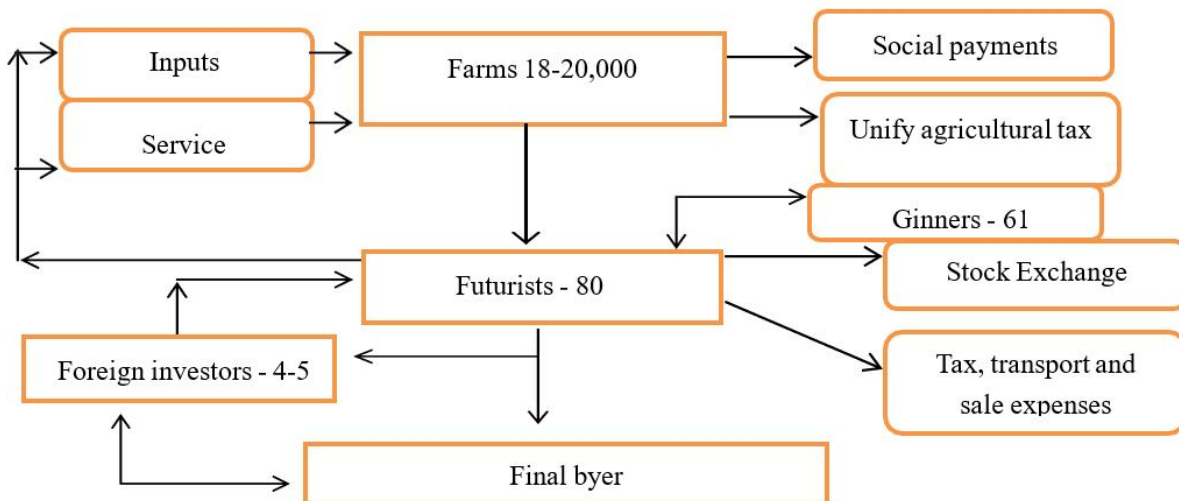 Inputs
Farms 18-20,000
Social payments
Service
Unify agricultural tax
Ginners - 61
Futurists - 80
Stock Exchange
Foreign investors - 4-5
Tax, transport and
sale expenses
Final byer